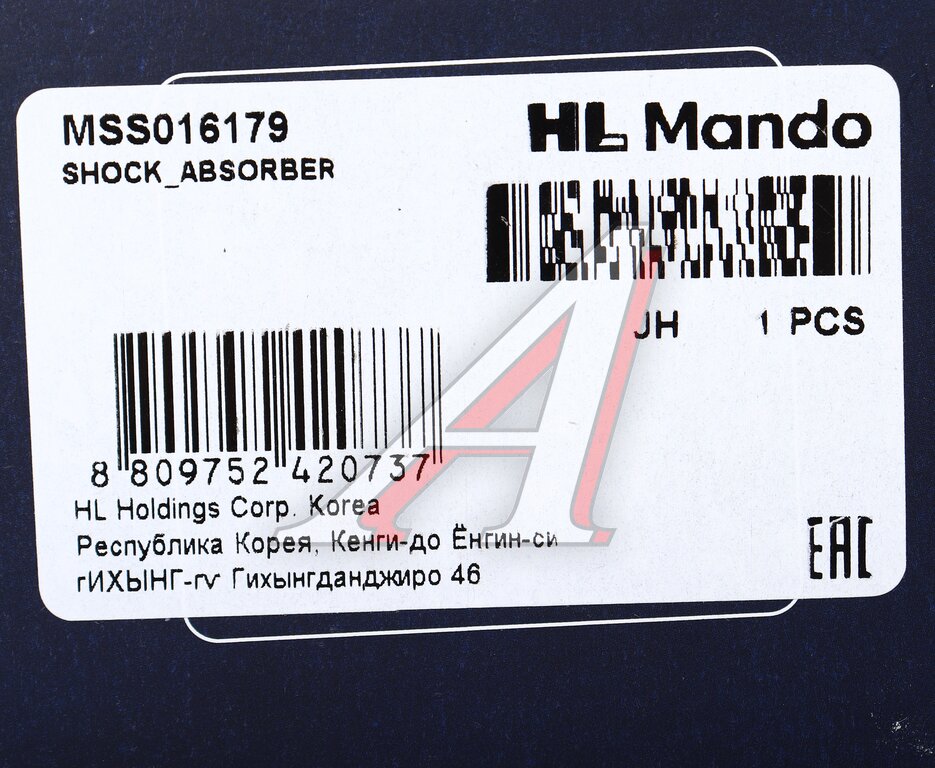 MSS016179
HL Mando
SHOCK_ABSORBER
JH 1 PCS
8 809752 420737
HL Holdings Corp. Korea
Республика Корея, Кенги-до Ёнгин-си
гИХЫНГ-гу Гихынгданджиро 46
EAC